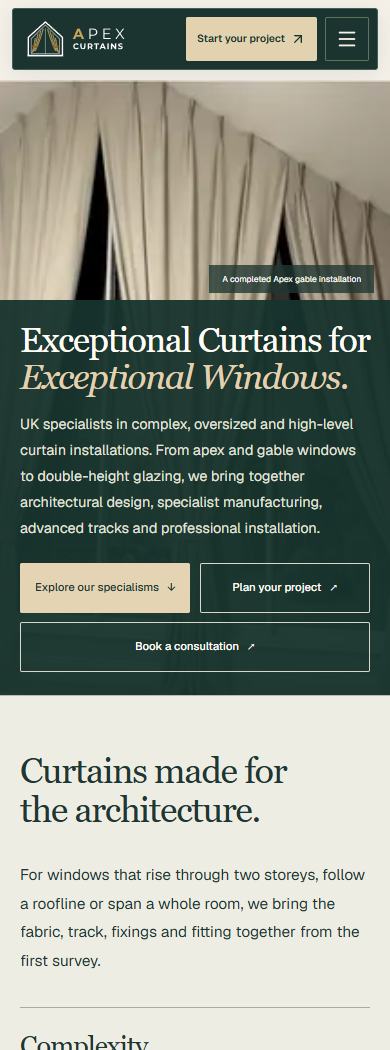 APEX
CURTAINS
Start your project
A completed Apex gable installation
Exceptional Curtains for
Exceptional Windows.
UK specialists in complex, oversized and high-level
curtain installations. From apex and gable windows
to double-height glazing, we bring together
architectural design, specialist manufacturing,
advanced tracks and professional installation.
Explore our specialisms ↓
Plan your project ↗
Book a consultation ↗
Curtains made for
the architecture.
For windows that rise through two storeys, follow
a roofline or span a whole room, we bring the
fabric, track, fixings and fitting together from the
first survey.
Complexity